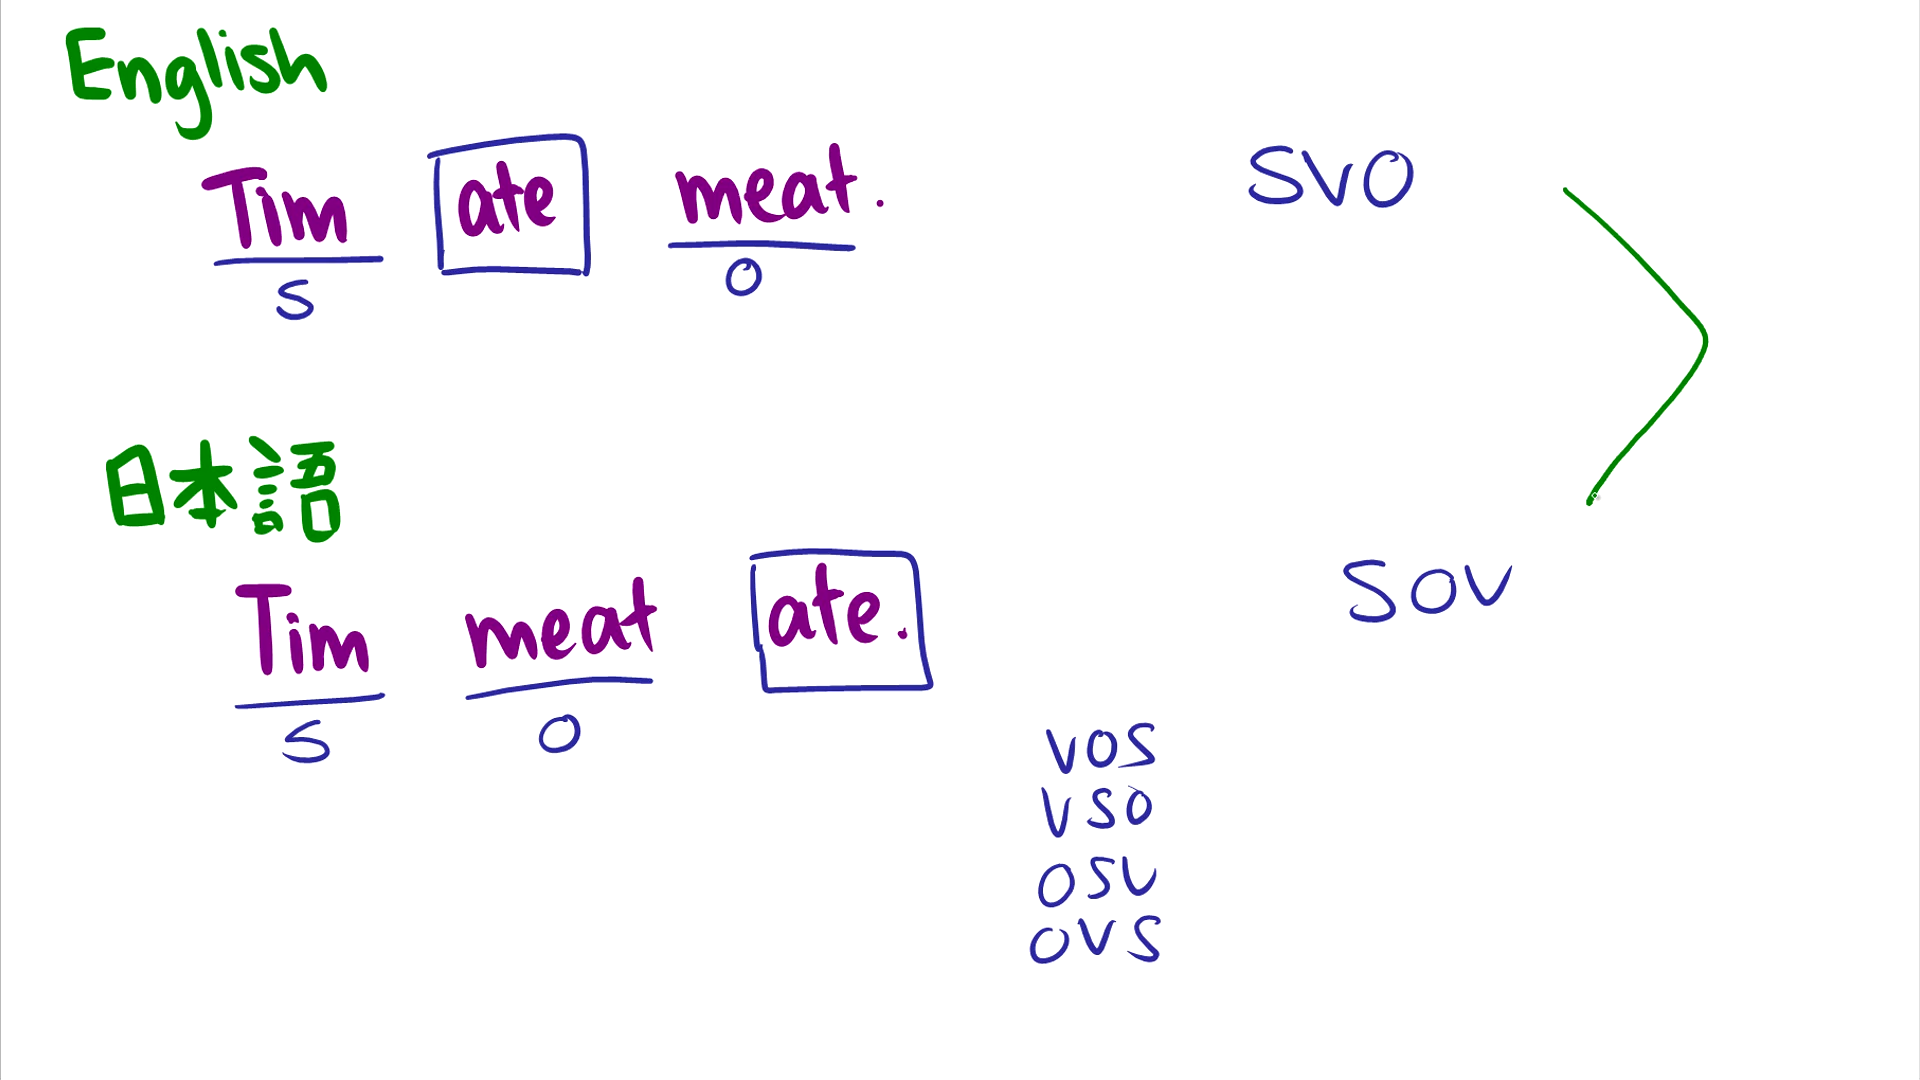 English
Tim ate meat.
S O
SVO
日本語
Tim meat ate.
S O
SOV
VOS
VSO
OSV
OVS